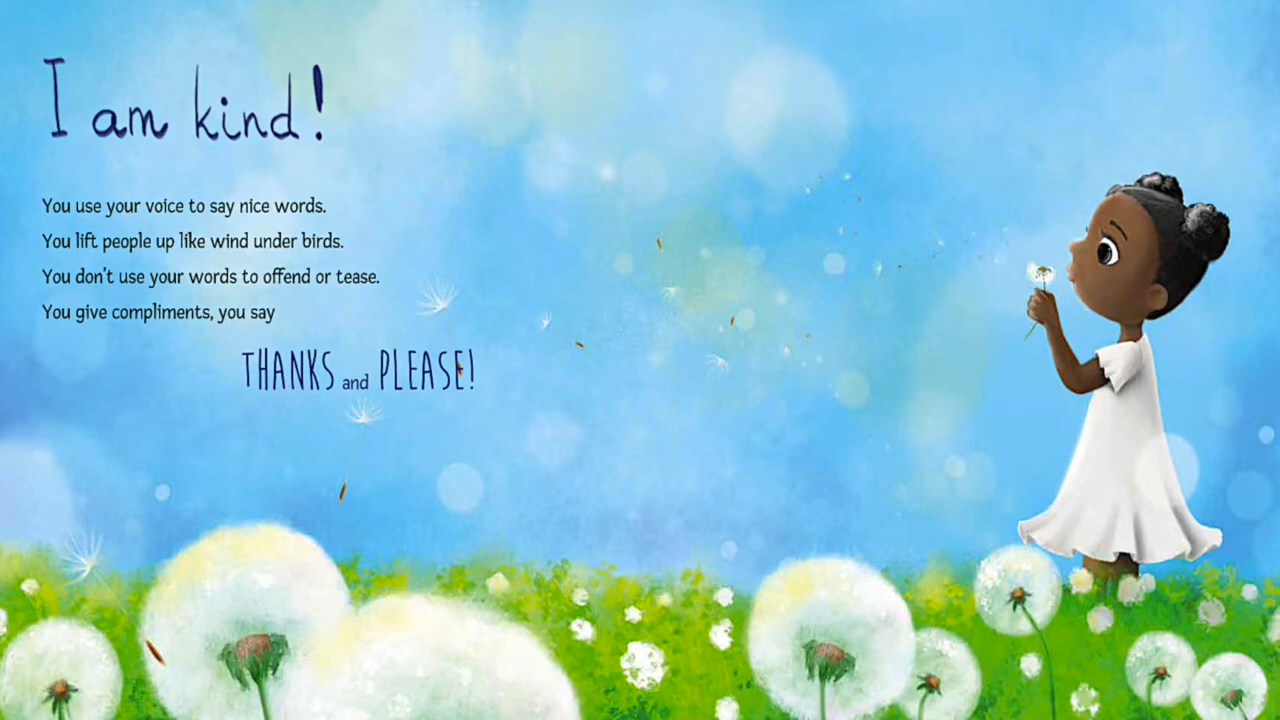 I am kind!
You use your voice to say nice words.
You lift people up like wind under birds.
You don't use your words to offend or tease.
You give compliments, you say
THANKS and PLEASE!